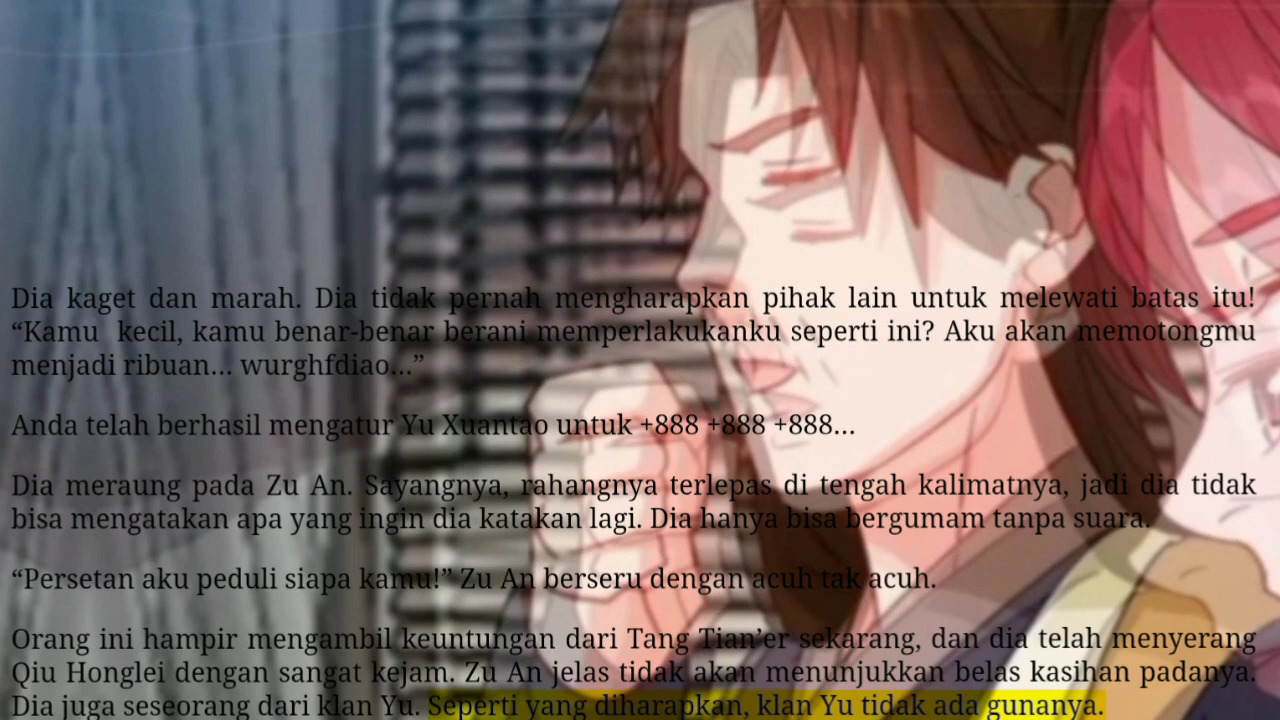 Dia kaget dan marah. Dia tidak pernah mengharapkan pihak lain untuk melewati batas itu!
“Kamu  kecil, kamu benar-benar berani memperlakukanku seperti ini? Aku akan memotongmu
menjadi ribuan… wurghfdiao…”
Anda telah berhasil mengatur Yu Xuantao untuk +888 +888 +888…
Dia meraung pada Zu An. Sayangnya, rahangnya terlepas di tengah kalimatnya, jadi dia tidak
bisa mengatakan apa yang ingin dia katakan lagi. Dia hanya bisa bergumam tanpa suara.
“Persetan aku peduli siapa kamu!” Zu An berseru dengan acuh tak acuh.
Orang ini hampir mengambil keuntungan dari Tang Tian’er sekarang, dan dia telah menyerang
Qiu Honglei dengan sangat kejam. Zu An jelas tidak akan menunjukkan belas kasihan padanya.
Dia juga seseorang dari klan Yu. Seperti yang diharapkan, klan Yu tidak ada gunanya.